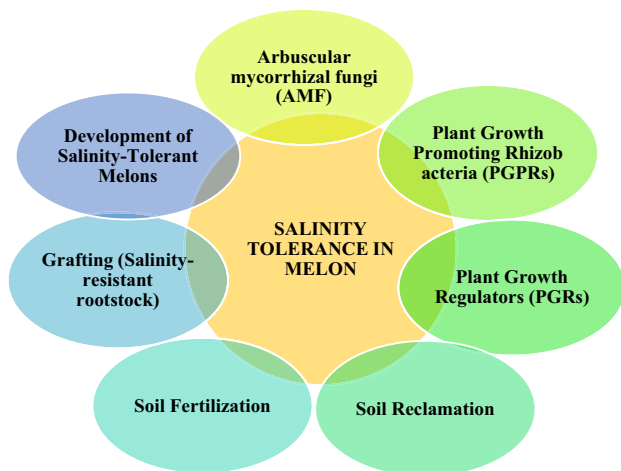 Arbuscular
mycorrhizal fungi
(AMF)
Plant Growth
Promoting Rhizob
acteria (PGPRs)
Plant Growth
Regulators (PGRs)
Soil Reclamation
Soil Fertilization
Grafting (Salinity-
resistant
rootstock)
Development of
Salinity-Tolerant
Melons
SALINITY
TOLERANCE IN
MELON